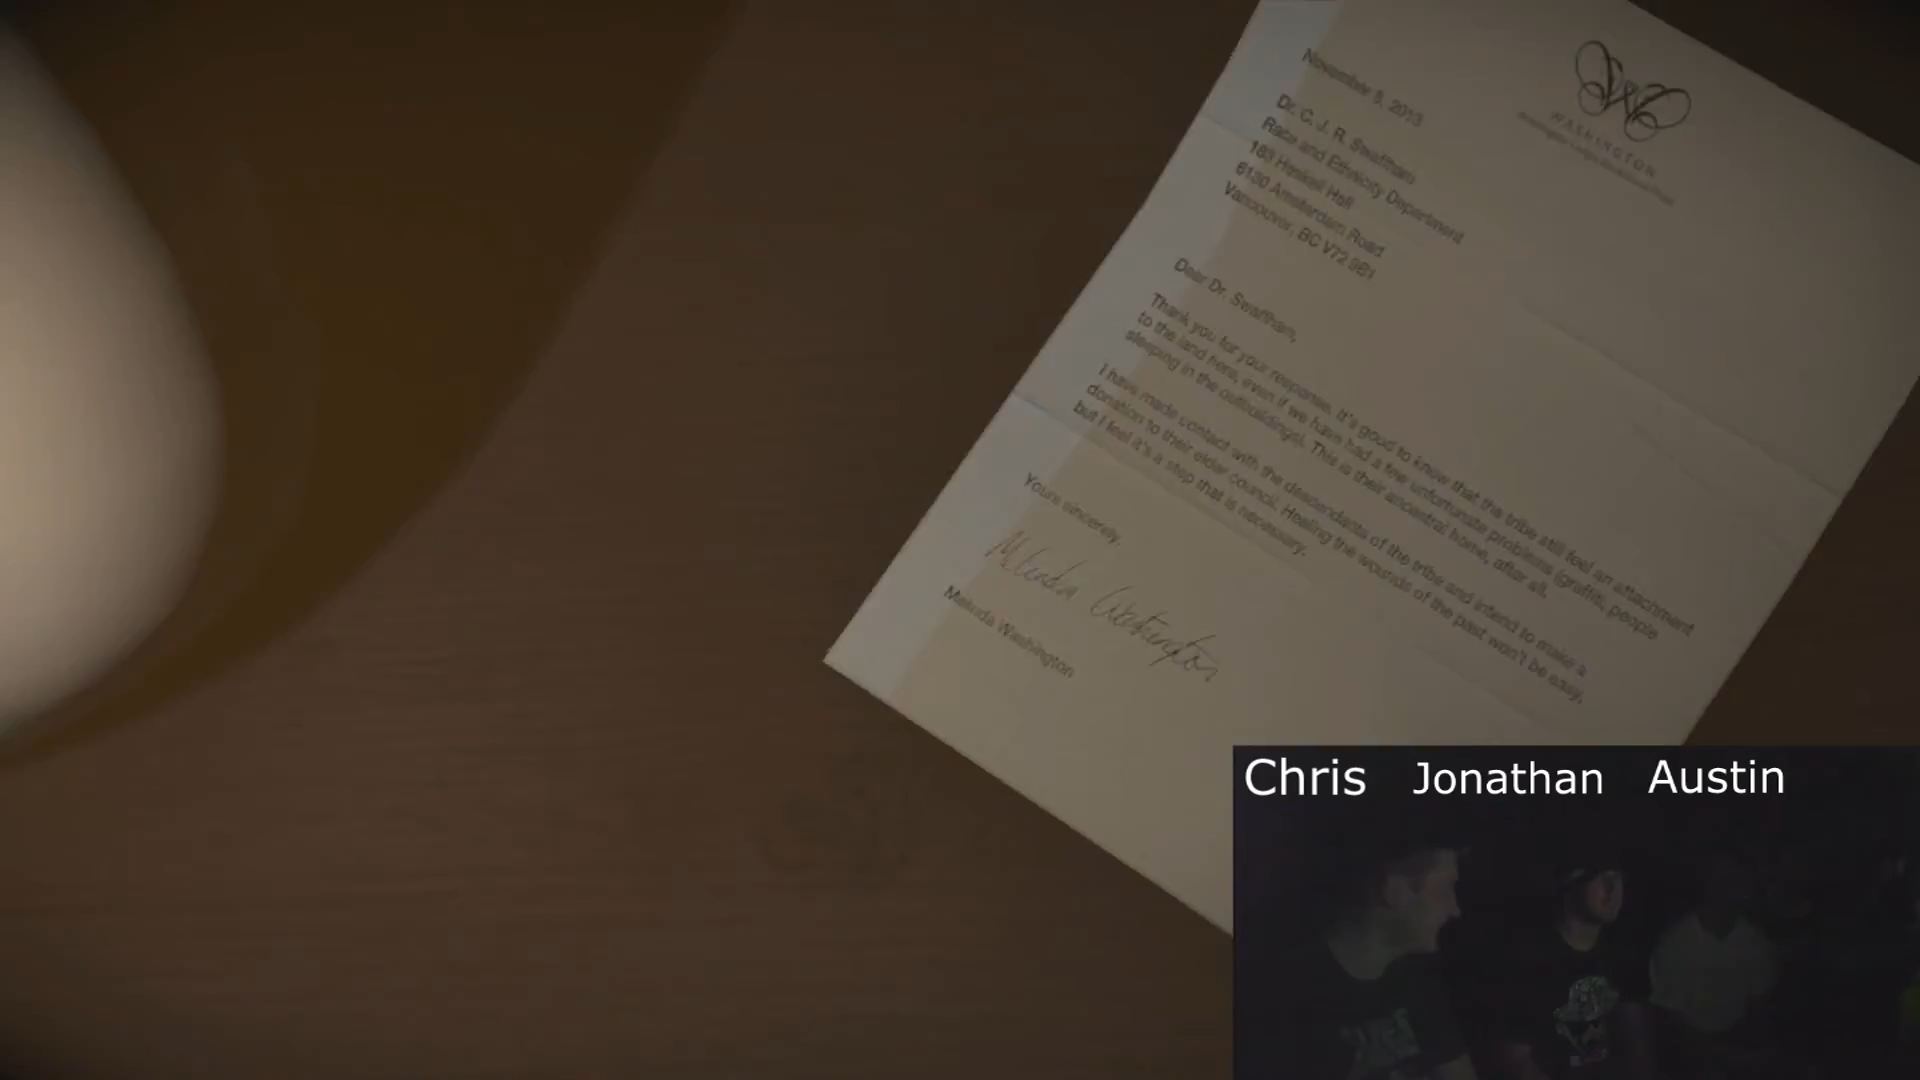 WASHINGTON
November 5, 2013
Dr. C. J. R. Swaffham
Race and Ethnicity Department
183 Haskell Hall
6130 Amsterdam Road
Vancouver, BC V72 9B1
Dear Dr. Swaffham,
Thank you for your response. It's good to know that the tribe still feel an attachment
to the land here, even if we have had a few unfortunate problems (graffiti, people
sleeping in the outbuildings). This is their ancestral home, after all.
I have made contact with the descendants of the tribe and intend to make a
donation to their elder council. Healing the wounds of the past won't be easy,
but I feel it's a step that is necessary.
Yours sincerely,
Melinda Washington
Melinda Washington
Chris Jonathan Austin